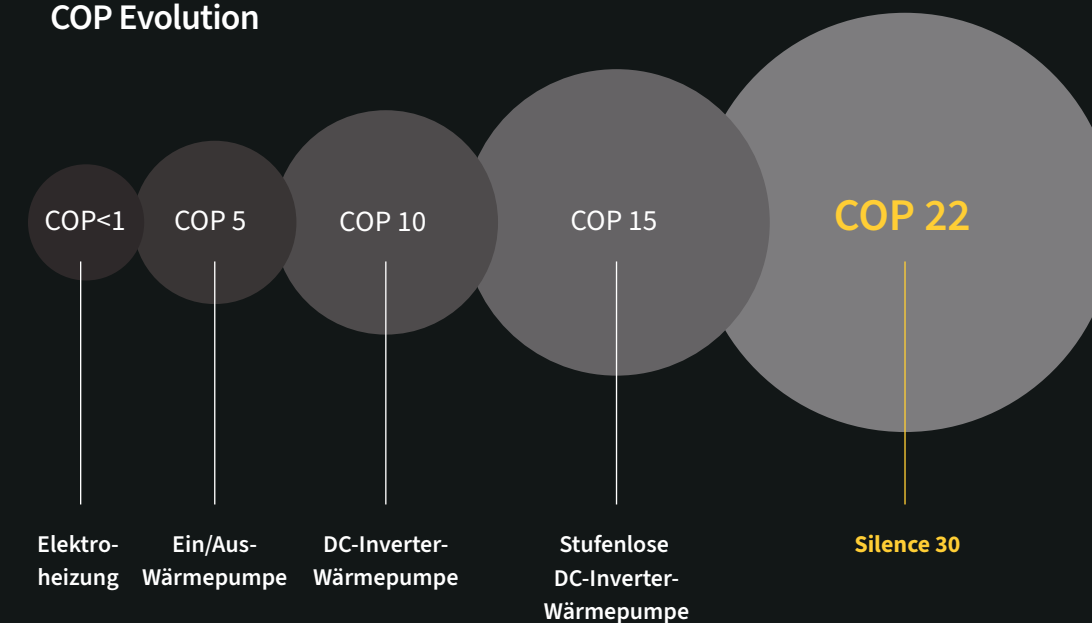 COP Evolution
COP<1
COP 5
COP 10
COP 15
COP 22
Elektro-
heizung
Ein/Aus-
Wärmepumpe
DC-Inverter-
Wärmepumpe
Stufenlose
DC-Inverter-
Wärmepumpe
Silence 30